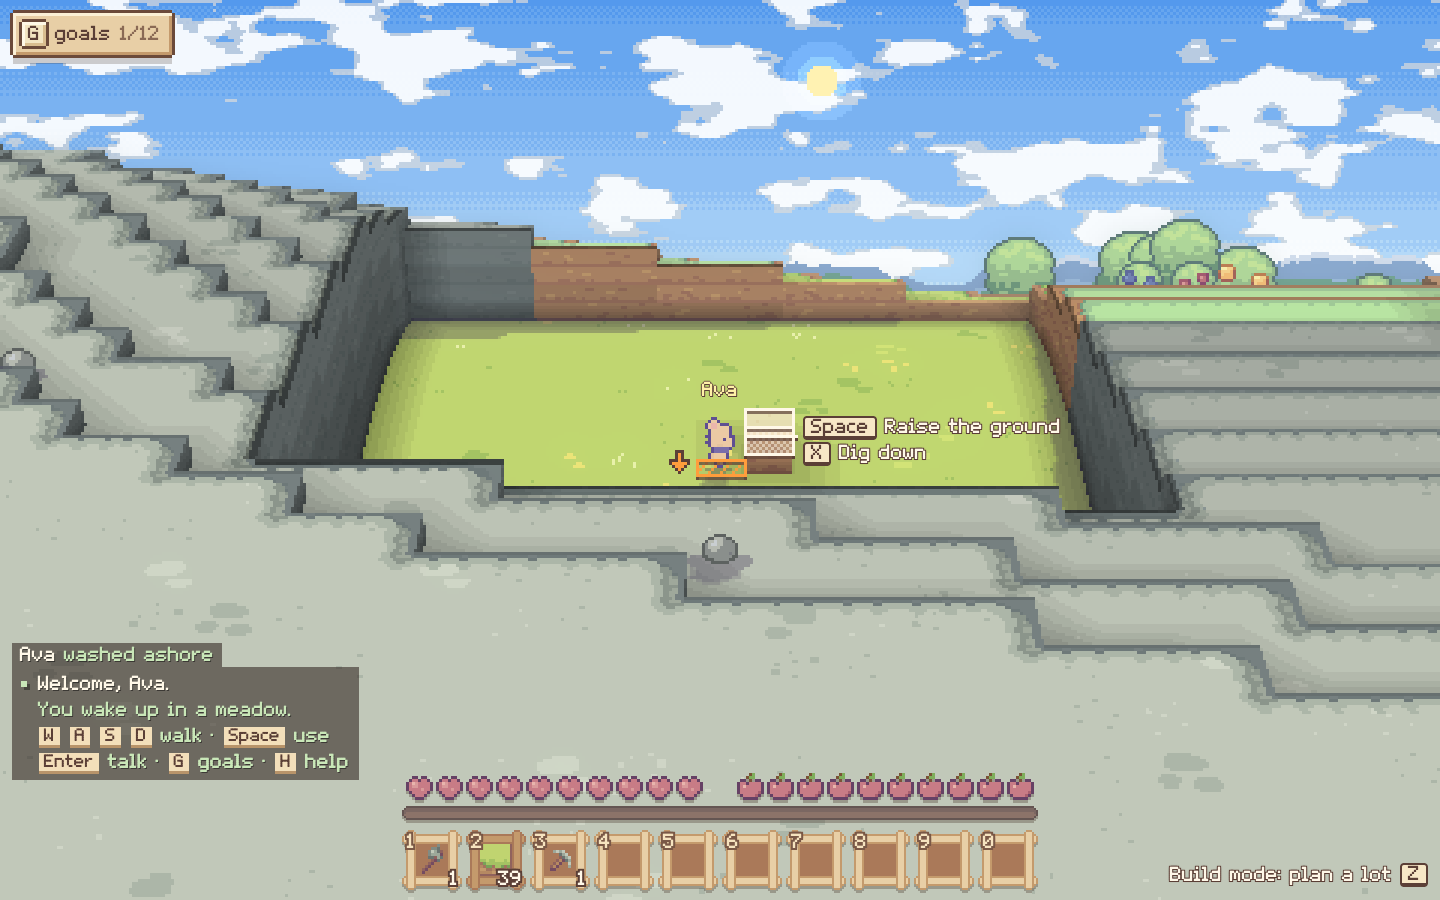 G goals 1/12
Ava
Space Raise the ground
X Dig down
Ava washed ashore
Welcome, Ava.
You wake up in a meadow.
W A S D walk · Space use
Enter talk · G goals · H help
1 2 3 4 5 6 7 8 9 0
1 39 1
Build mode: plan a lot Z